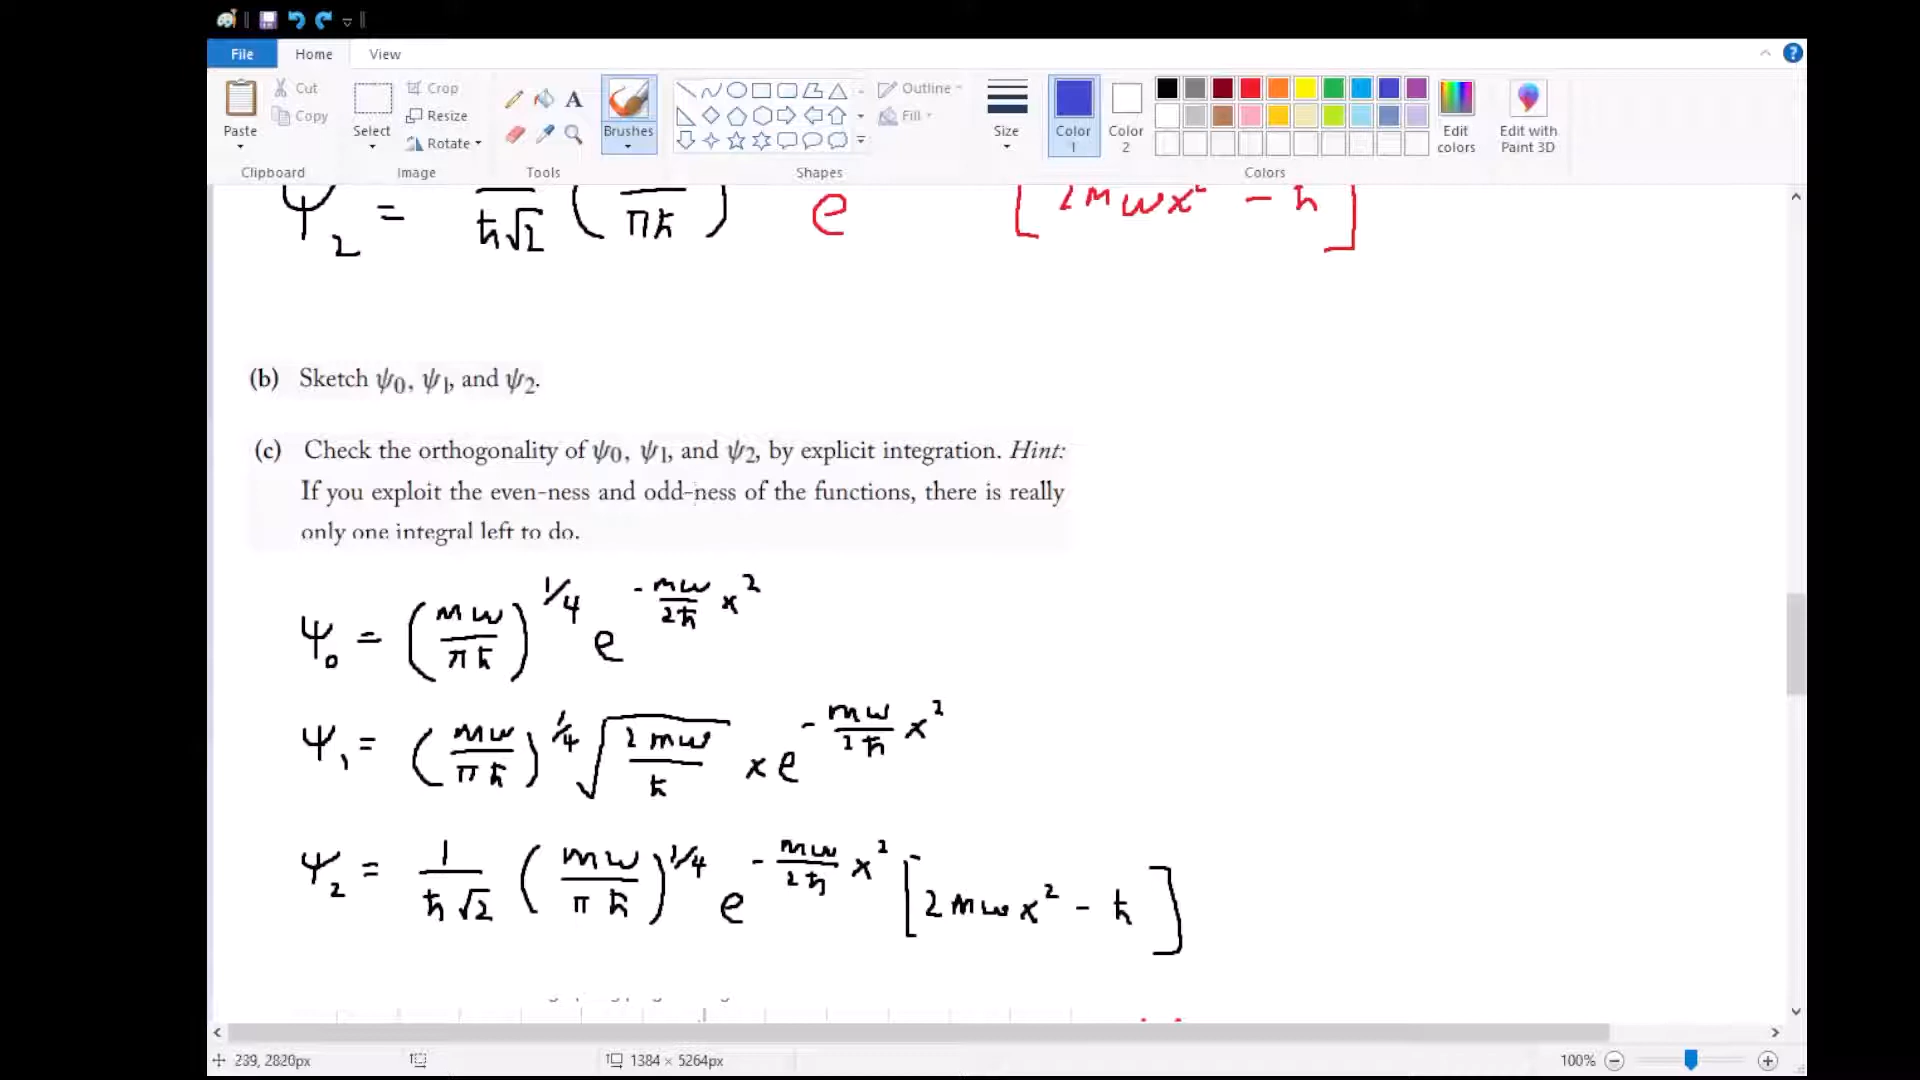 File Home View
Paste Cut Copy Select Crop Resize Rotate A Brushes Outline Fill Size Color 1 Color 2 Edit colors Edit with Paint 3D
Clipboard Image Tools Shapes Colors
ψ₂ = ħ√2 ( πħ ) e [ 2mωx² - ħ ]
(b) Sketch ψ0, ψ1, and ψ2.
(c) Check the orthogonality of ψ0, ψ1, and ψ2, by explicit integration. Hint:
If you exploit the even-ness and odd-ness of the functions, there is really
only one integral left to do.
ψ₀ = (mω/πħ)^1/4 e^-mω/2ħ x²
ψ₁ = (mω/πħ)^1/4 √(2mω/ħ) x e^-mω/2ħ x²
ψ₂ = 1/ħ√2 (mω/πħ)^1/4 e^-mω/2ħ x² [2mωx² - ħ]
239, 2820px 1384 × 5264px 100%